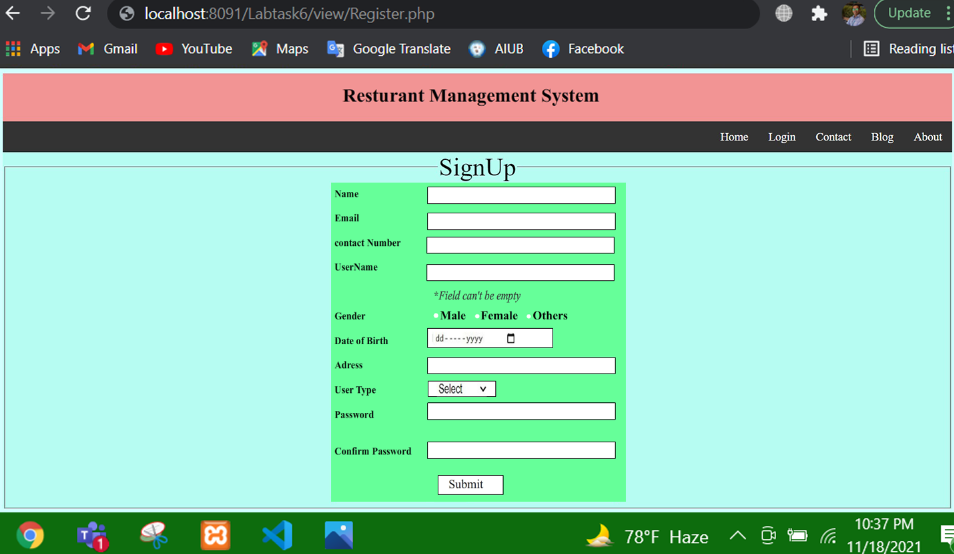 localhost:8091/Labtask6/view/Register.php Update
Apps Gmail YouTube Maps Google Translate AIUB Facebook Reading list
Resturant Management System
Home Login Contact Blog About
SignUp
Name
Email
contact Number
UserName
*Field can't be empty
Gender Male Female Others
Date of Birth dd-----yyyy
Adress
User Type Select
Password
Confirm Password
Submit
1 78°F Haze 10:37 PM
11/18/2021